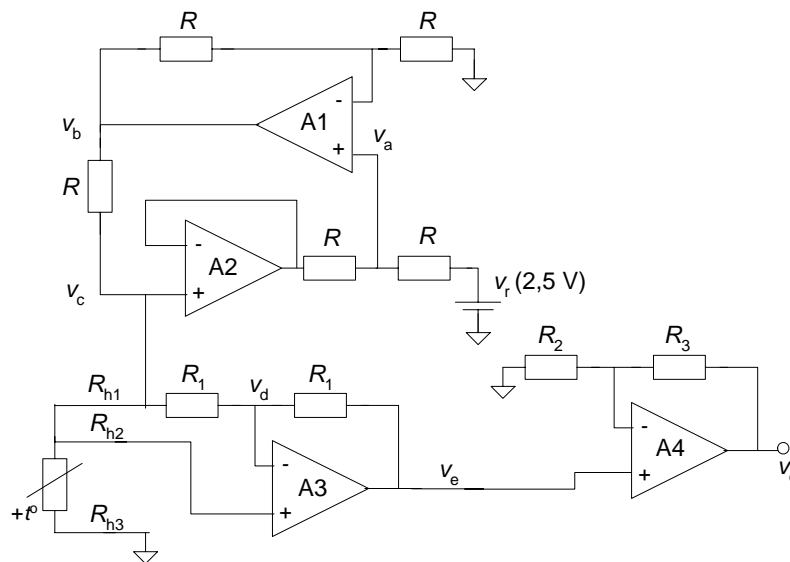 R R
- A1 +
v_b v_a
R
- A2 +
R R
v_c
v_r (2,5 V)
R_2 R_3
R_h1 R_1 v_d R_1
R_h2
- A3 +
v_e
- A4 +
+t° R_h3